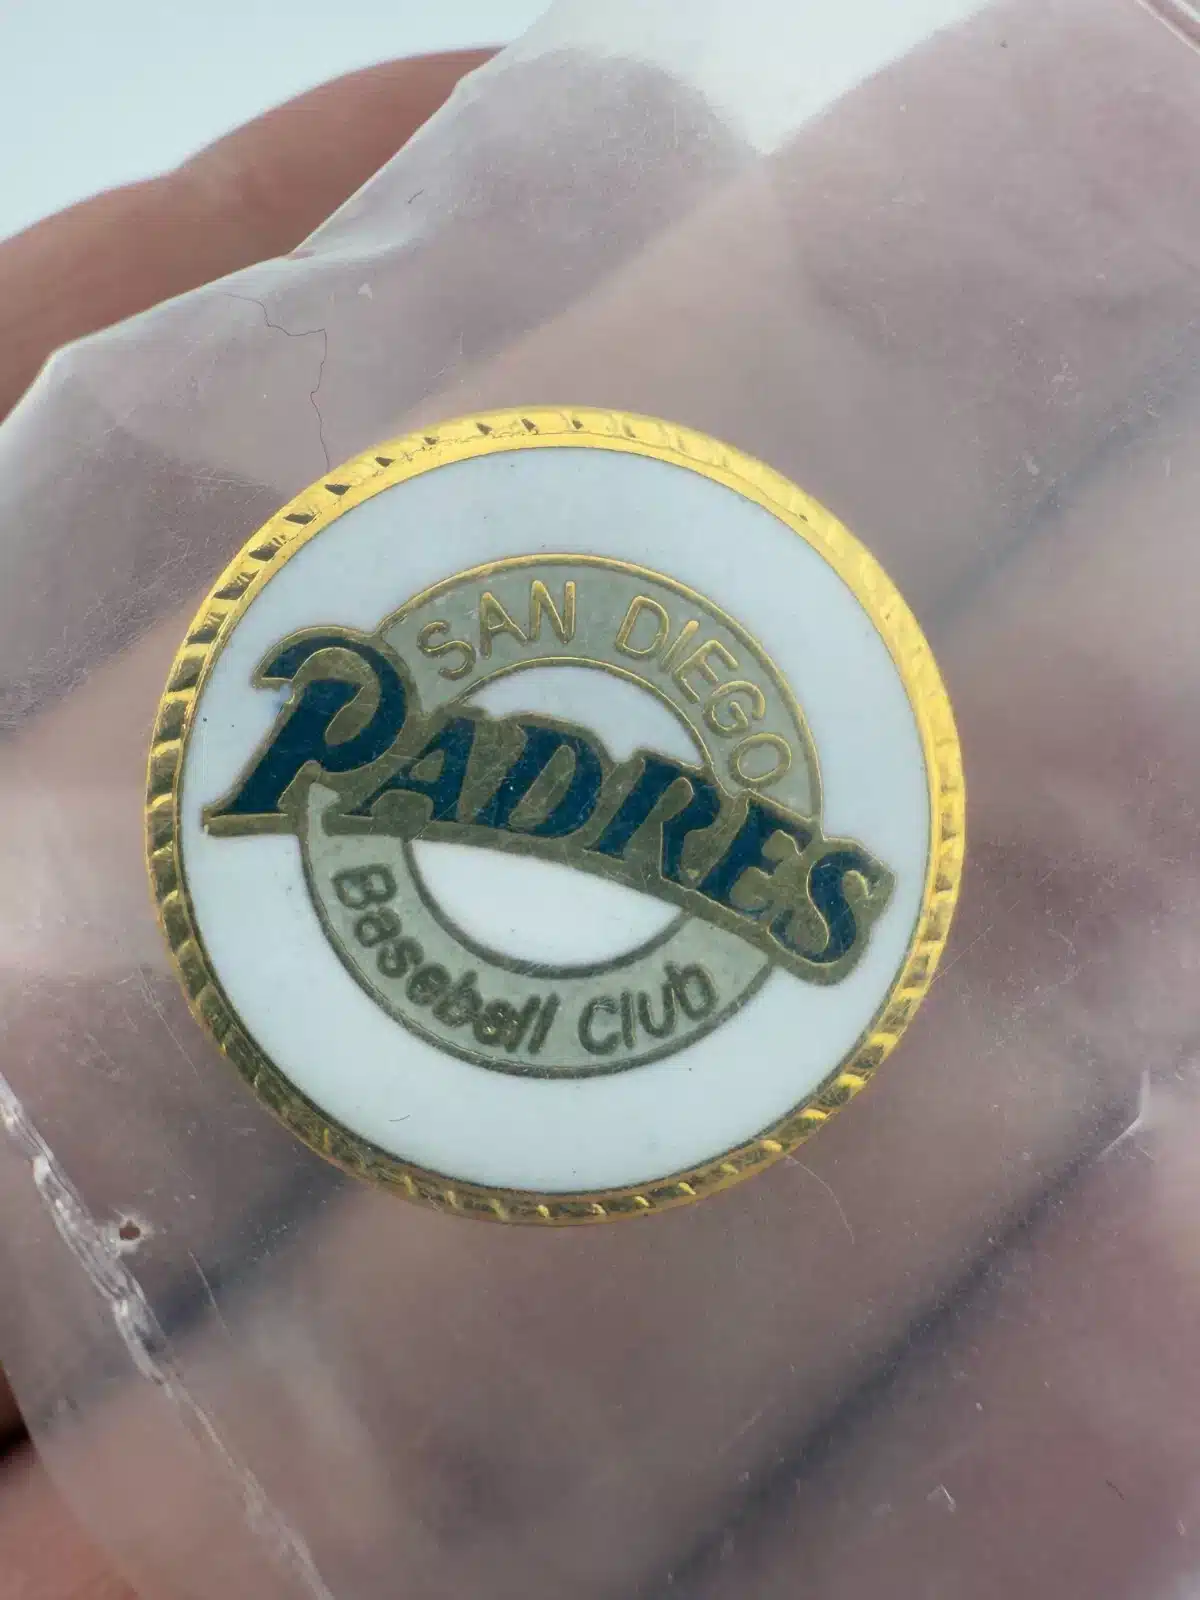 SAN DIEGO
PADRES
Baseball Club